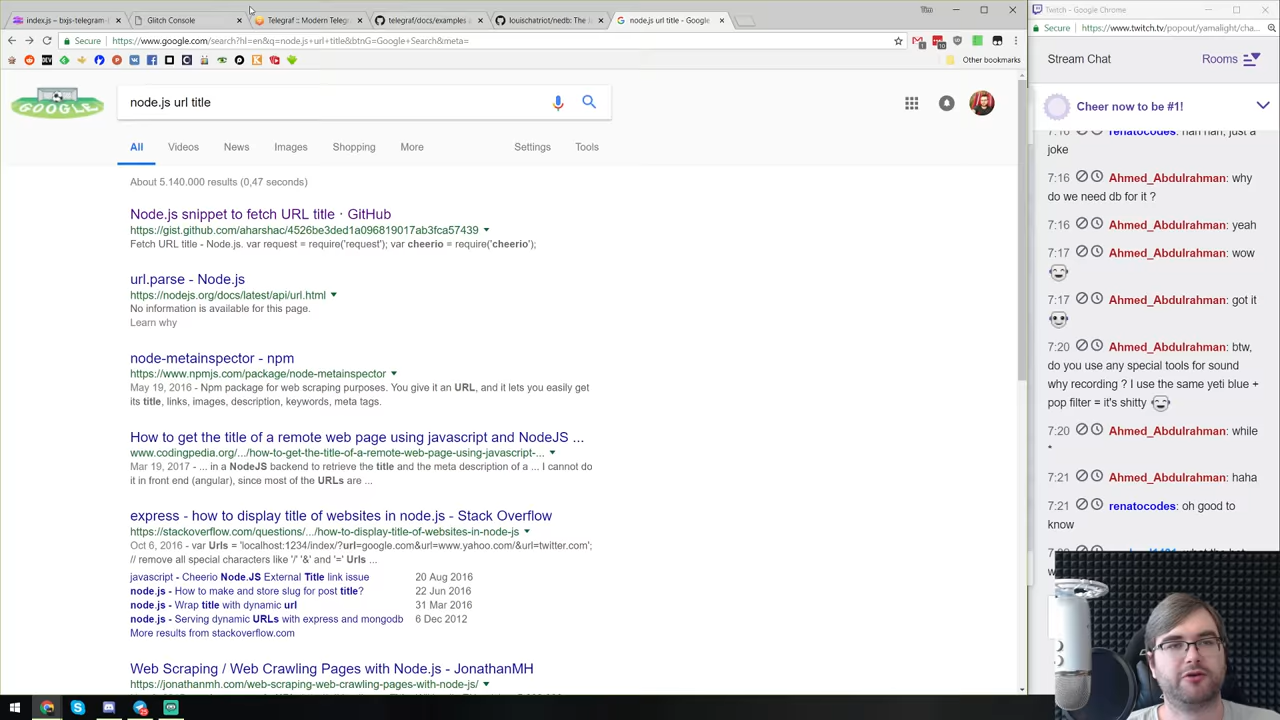 index.js – bxjs-telegram
Glitch Console
Telegraf :: Modern Telegr
telegraf/docs/examples
louischatriot/nedb: The J
node.js url title - Google
Tim
Twitch - Google Chrome
Secure
https://www.google.com/search?hl=en&q=node.js+url+title&btnG=Google+Search&meta=
Secure
https://www.twitch.tv/popout/yamalight/cha...
Other bookmarks
Stream Chat
Rooms
GOOGLE
node.js url title
Cheer now to be #1!
All
Videos
News
Images
Shopping
More
Settings
Tools
About 5.140.000 results (0,47 seconds)
Node.js snippet to fetch URL title · GitHub
https://gist.github.com/aharshac/4526be3ded1a096819017ab3fca57439
Fetch URL title - Node.js. var request = require('request'); var cheerio = require('cheerio');
url.parse - Node.js
https://nodejs.org/docs/latest/api/url.html
No information is available for this page.
Learn why
node-metainspector - npm
https://www.npmjs.com/package/node-metainspector
May 19, 2016 - Npm package for web scraping purposes. You give it an URL, and it lets you easily get
its title, links, images, description, keywords, meta tags.
How to get the title of a remote web page using javascript and NodeJS ...
www.codingpedia.org/.../how-to-get-the-title-of-a-remote-web-page-using-javascript-...
Mar 19, 2017 - ... in a NodeJS backend to retrieve the title and the meta description of a ... I cannot do
it in front end (angular), since most of the URLs are ...
express - how to display title of websites in node.js - Stack Overflow
https://stackoverflow.com/questions/.../how-to-display-title-of-websites-in-node-js
Oct 6, 2016 - var Urls = 'localhost:1234/index/?url=google.com&url=www.yahoo.com/&url=twitter.com';
// remove all special characters like '/' '&' and '=' Urls ...
javascript - Cheerio Node.JS External Title link issue
20 Aug 2016
node.js - How to make and store slug for post title?
22 Jun 2016
node.js - Wrap title with dynamic url
31 Mar 2016
node.js - Serving dynamic URLs with express and mongodb
6 Dec 2012
More results from stackoverflow.com
Web Scraping / Web Crawling Pages with Node.js - JonathanMH
https://jonathanmh.com/web-scraping-web-crawling-pages-with-node-js/
7:16 renatocodes: hah hah, just a
joke
7:16 Ahmed_Abdulrahman: why
do we need db for it ?
7:16 Ahmed_Abdulrahman: yeah
7:16 Ahmed_Abdulrahman: wow
7:17 Ahmed_Abdulrahman: got it
7:20 Ahmed_Abdulrahman: btw,
do you use any special tools for sound
why recording ? I use the same yeti blue +
pop filter = it's shitty
7:20 Ahmed_Abdulrahman: while
*
7:21 Ahmed_Abdulrahman: haha
7:21 renatocodes: oh good to
know